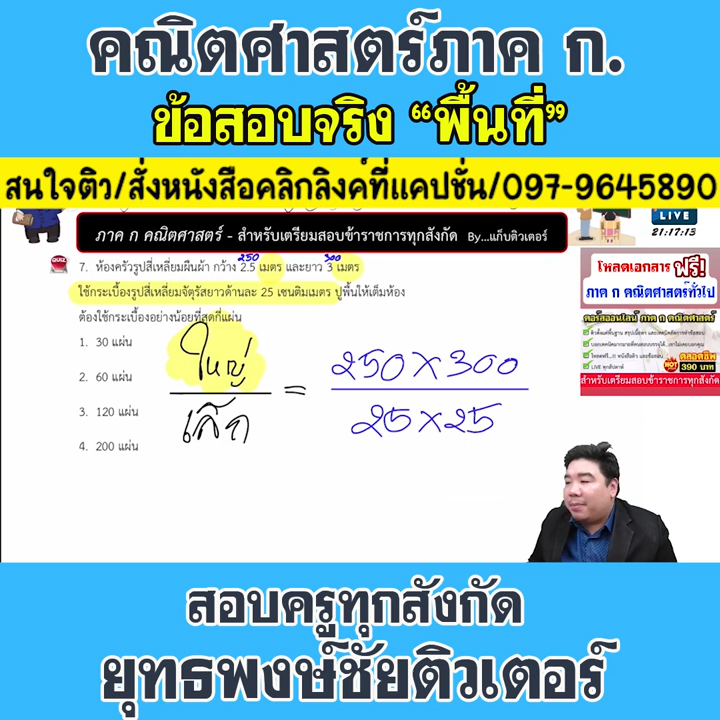 คณิตศาสตร์ภาค ก.
ข้อสอบจริง “พื้นที่”
สนใจติว/สั่งหนังสือคลิกลิงค์ที่แคปชั่น/097-9645890
LIVE
21:17:13
ภาค ก คณิตศาสตร์ - สำหรับเตรียมสอบข้าราชการทุกสังกัด By...แก็บติวเตอร์
QUIZ
250 300
7. ห้องครัวรูปสี่เหลี่ยมผืนผ้า กว้าง 2.5 เมตร และยาว 3 เมตร
ใช้กระเบื้องรูปสี่เหลี่ยมจัตุรัสยาวด้านละ 25 เซนติเมตร ปูพื้นให้เต็มห้อง
ต้องใช้กระเบื้องอย่างน้อยที่สุดกี่แผ่น
1. 30 แผ่น
2. 60 แผ่น
3. 120 แผ่น
4. 200 แผ่น
ใหญ่
เล็ก
=
250 × 300
25 × 25
โหลดเอกสาร ฟรี!
ภาค ก คณิตศาสตร์ทั่วไป
คอร์สออนไลน์ ภาค ก คณิตศาสตร์
LIVE ทุกสัปดาห์
HOT
ตลอดชีพ
390 บาท
สำหรับเตรียมสอบข้าราชการทุกสังกัด
สอบครูทุกสังกัด
ยุทธพงษ์ชัยติวเตอร์